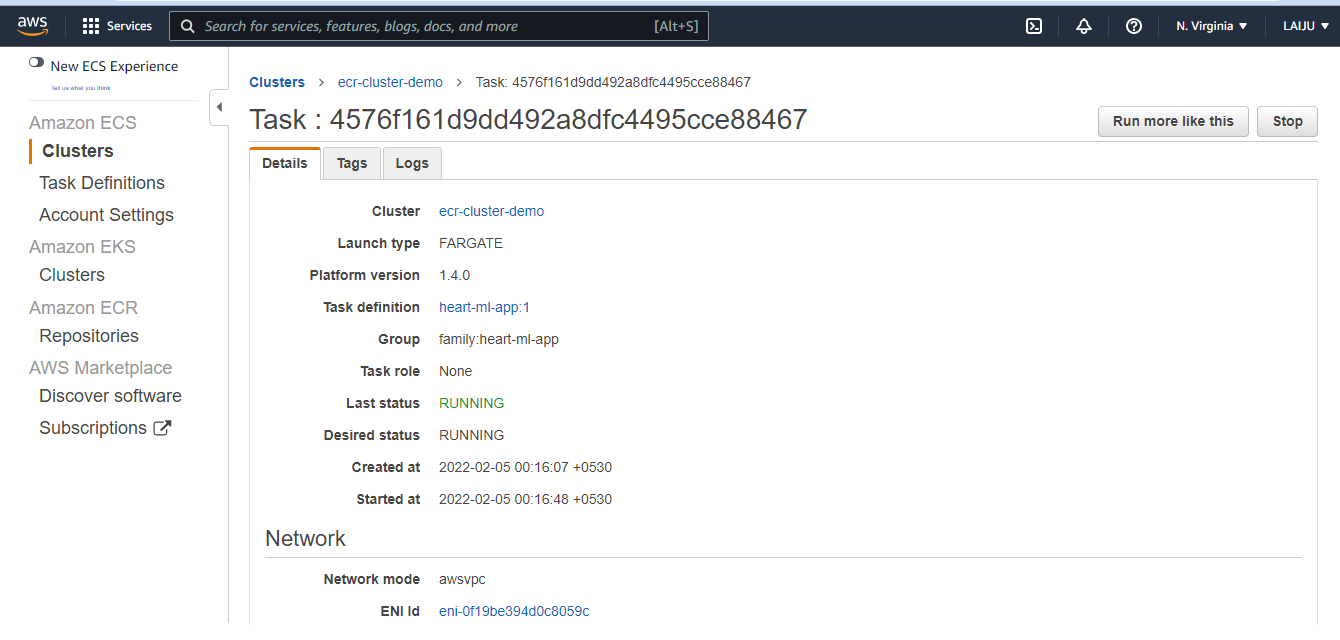 aws Services Search for services, features, blogs, docs, and more [Alt+S] N. Virginia LAIJU
New ECS Experience
Tell us what you think
Amazon ECS
Clusters
Task Definitions
Account Settings
Amazon EKS
Clusters
Amazon ECR
Repositories
AWS Marketplace
Discover software
Subscriptions
Clusters > ecr-cluster-demo > Task: 4576f161d9dd492a8dfc4495cce88467
Task : 4576f161d9dd492a8dfc4495cce88467
Run more like this Stop
Details Tags Logs
Cluster ecr-cluster-demo
Launch type FARGATE
Platform version 1.4.0
Task definition heart-ml-app:1
Group family:heart-ml-app
Task role None
Last status RUNNING
Desired status RUNNING
Created at 2022-02-05 00:16:07 +0530
Started at 2022-02-05 00:16:48 +0530
Network
Network mode awsvpc
ENI Id eni-0f19be394d0c8059c